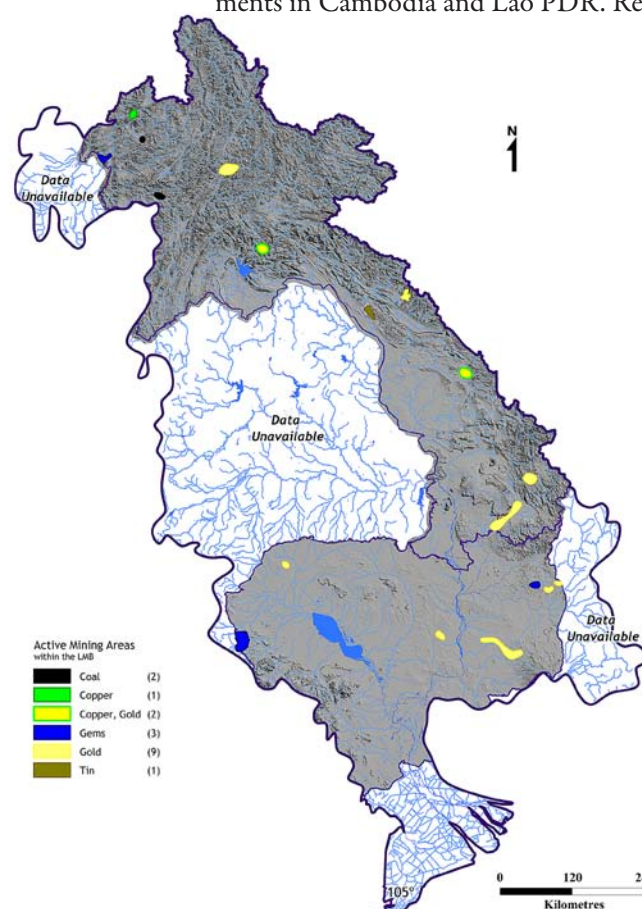 ments in Cambodia and Lao PDR. Re
N
Data
Unavailable
Data
Unavailable
Data
Unavailable
Active Mining Areas
within the LMB
Coal (2)
Copper (1)
Copper, Gold (2)
Gems (3)
Gold (9)
Tin (1)
105°
0 120 24
Kilometres